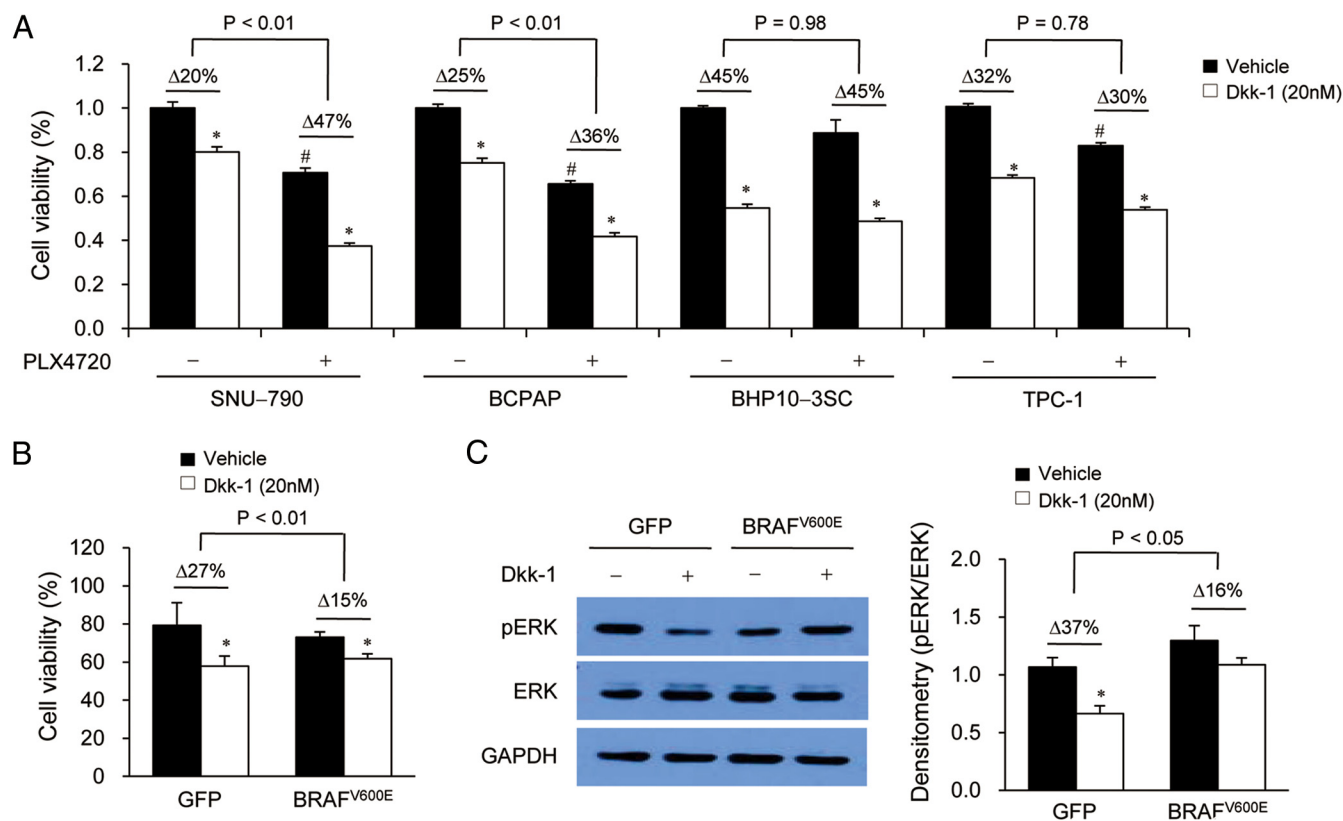 A
P < 0.01
P < 0.01
P = 0.98
P = 0.78
Vehicle
Dkk-1 (20nM)
Cell viability (%)
1.2
1.0
0.8
0.6
0.4
0.2
0.0
Δ20%
*
Δ47%
#
*
Δ25%
*
Δ36%
#
*
Δ45%
*
Δ45%
*
Δ32%
*
Δ30%
#
*
PLX4720 – + – + – + – +
SNU–790 BCPAP BHP10–3SC TPC-1
B
Vehicle
Dkk-1 (20nM)
P < 0.01
Cell viability (%)
120
100
80
60
40
20
0
Δ27%
*
Δ15%
*
GFP BRAFV600E
C
GFP BRAFV600E
Dkk-1 – + – +
pERK
ERK
GAPDH
Vehicle
Dkk-1 (20nM)
P < 0.05
Densitometry (pERK/ERK)
2.0
1.5
1.0
0.5
0.0
Δ37%
*
Δ16%
GFP BRAFV600E